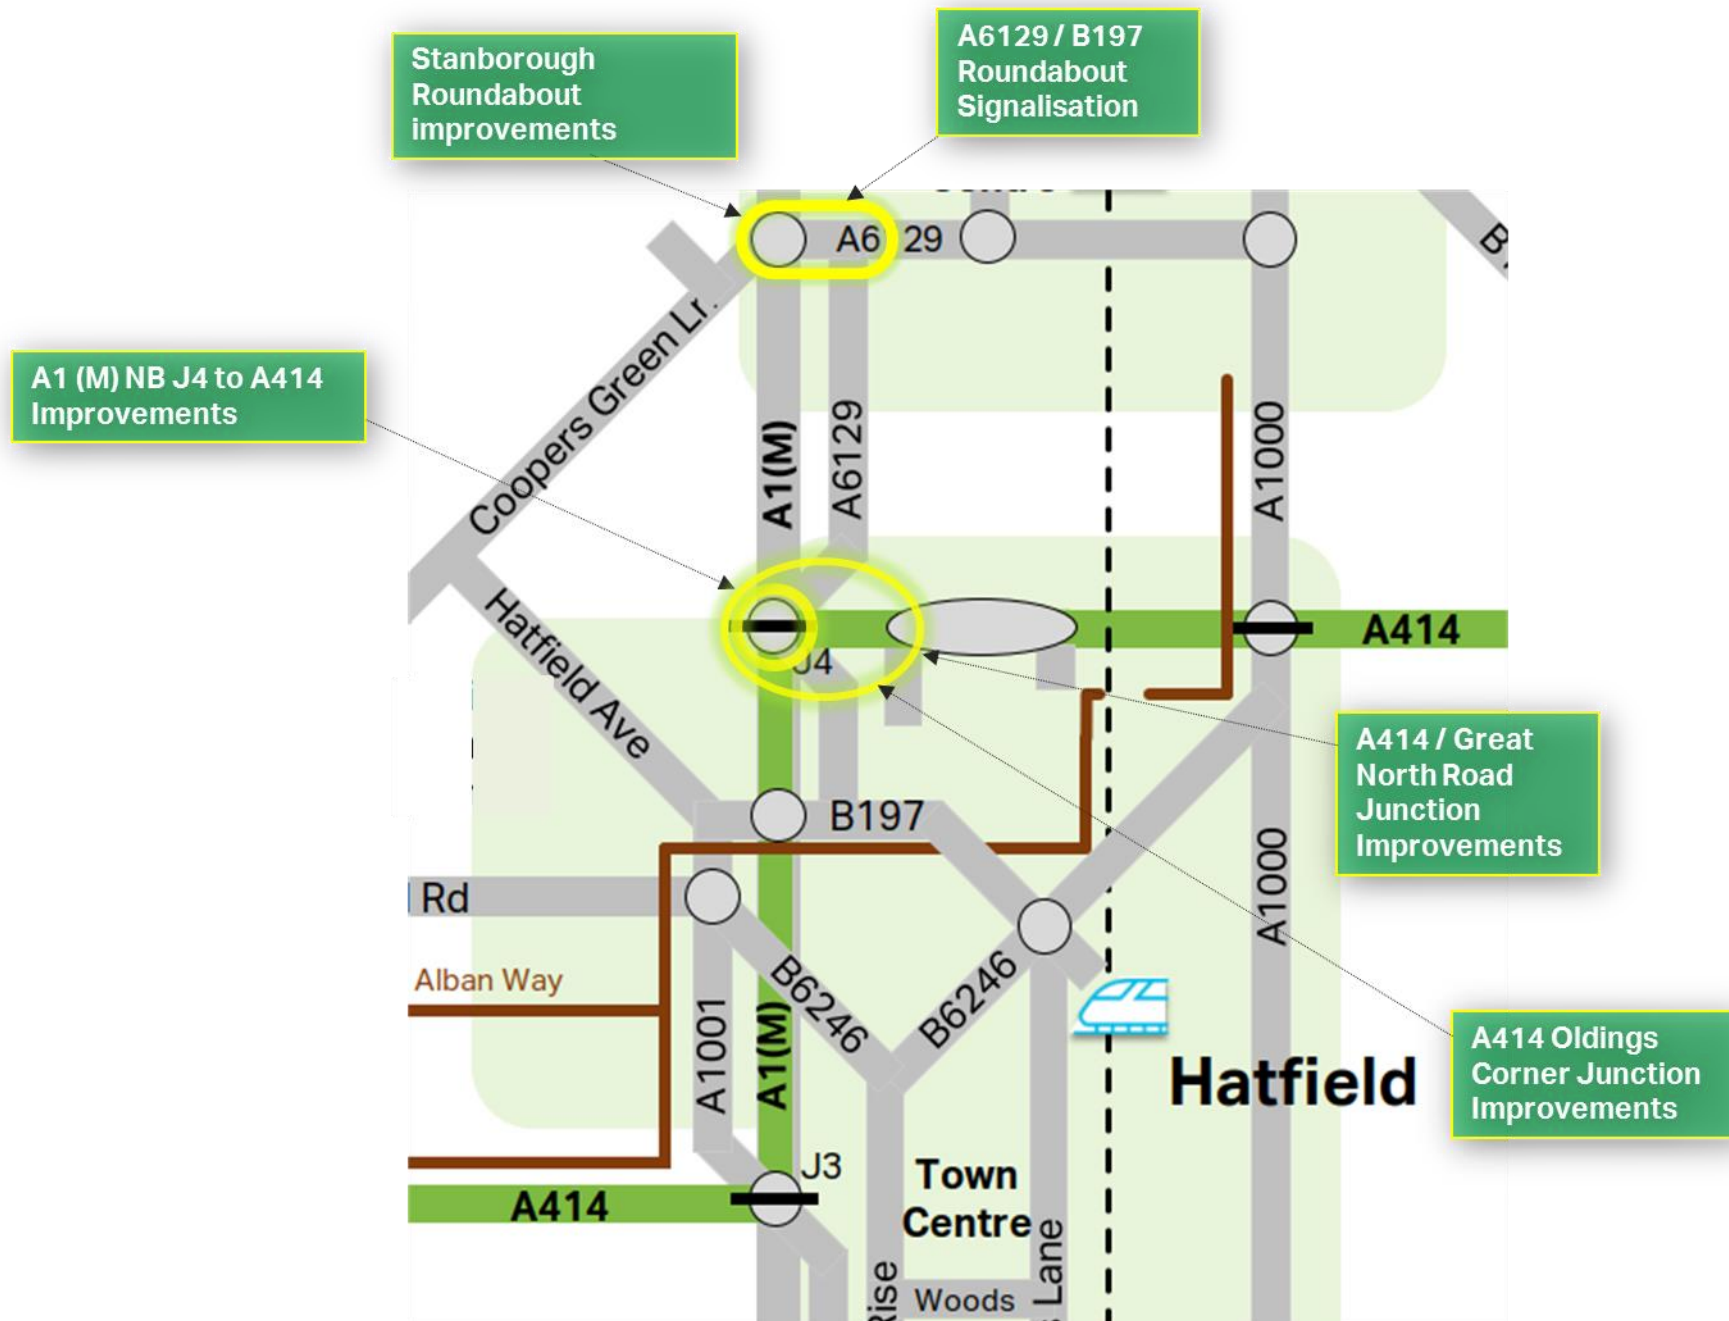 Stanborough
Roundabout
improvements
A6129 / B197
Roundabout
Signalisation
A6 29
A1 (M) NB J4 to A414
Improvements
Coopers Green
A1(M)
A6129
A1000
Hatfield Ave
J4
A414
A414 / Great
North Road
Junction
Improvements
B197
Rd
A1000
Alban Way
B6246
B6246
A1001
A1(M)
Hatfield
A414 Oldings
Corner Junction
Improvements
J3
A414
Town
Centre
Rise
Woods
Lane